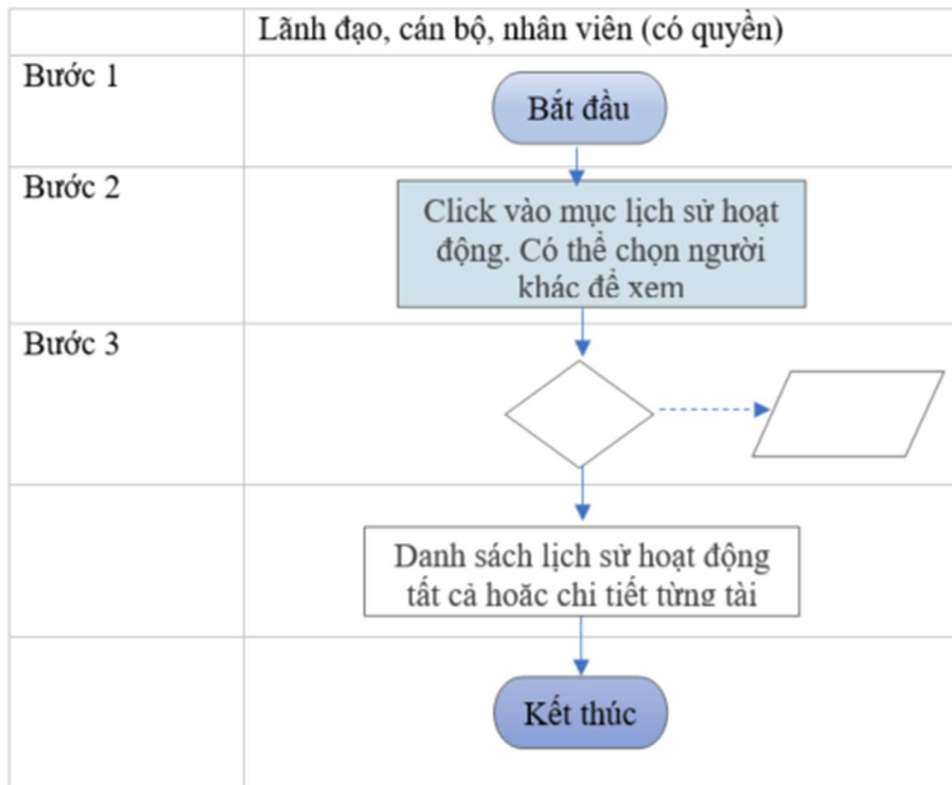 Lãnh đạo, cán bộ, nhân viên (có quyền)
Bước 1
Bắt đầu
Bước 2
Click vào mục lịch sử hoạt
động. Có thể chọn người
khác để xem
Bước 3
Danh sách lịch sử hoạt động
tất cả hoặc chi tiết từng tài
Kết thúc